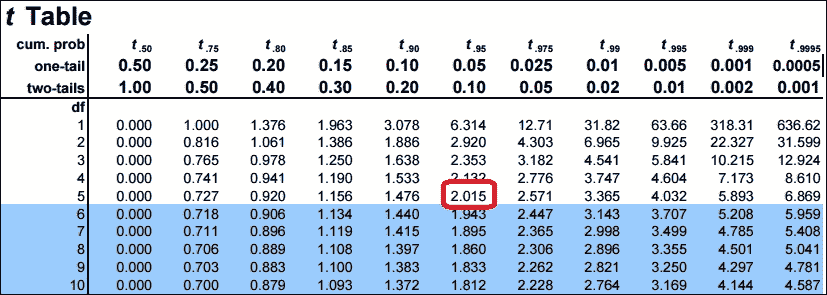 t Table
cum. prob t .50 t .75 t .80 t .85 t .90 t .95 t .975 t .99 t .995 t .999 t .9995
one-tail 0.50 0.25 0.20 0.15 0.10 0.05 0.025 0.01 0.005 0.001 0.0005
two-tails 1.00 0.50 0.40 0.30 0.20 0.10 0.05 0.02 0.01 0.002 0.001
df
1 0.000 1.000 1.376 1.963 3.078 6.314 12.71 31.82 63.66 318.31 636.62
2 0.000 0.816 1.061 1.386 1.886 2.920 4.303 6.965 9.925 22.327 31.599
3 0.000 0.765 0.978 1.250 1.638 2.353 3.182 4.541 5.841 10.215 12.924
4 0.000 0.741 0.941 1.190 1.533 2.132 2.776 3.747 4.604 7.173 8.610
5 0.000 0.727 0.920 1.156 1.476 2.015 2.571 3.365 4.032 5.893 6.869
6 0.000 0.718 0.906 1.134 1.440 1.943 2.447 3.143 3.707 5.208 5.959
7 0.000 0.711 0.896 1.119 1.415 1.895 2.365 2.998 3.499 4.785 5.408
8 0.000 0.706 0.889 1.108 1.397 1.860 2.306 2.896 3.355 4.501 5.041
9 0.000 0.703 0.883 1.100 1.383 1.833 2.262 2.821 3.250 4.297 4.781
10 0.000 0.700 0.879 1.093 1.372 1.812 2.228 2.764 3.169 4.144 4.587